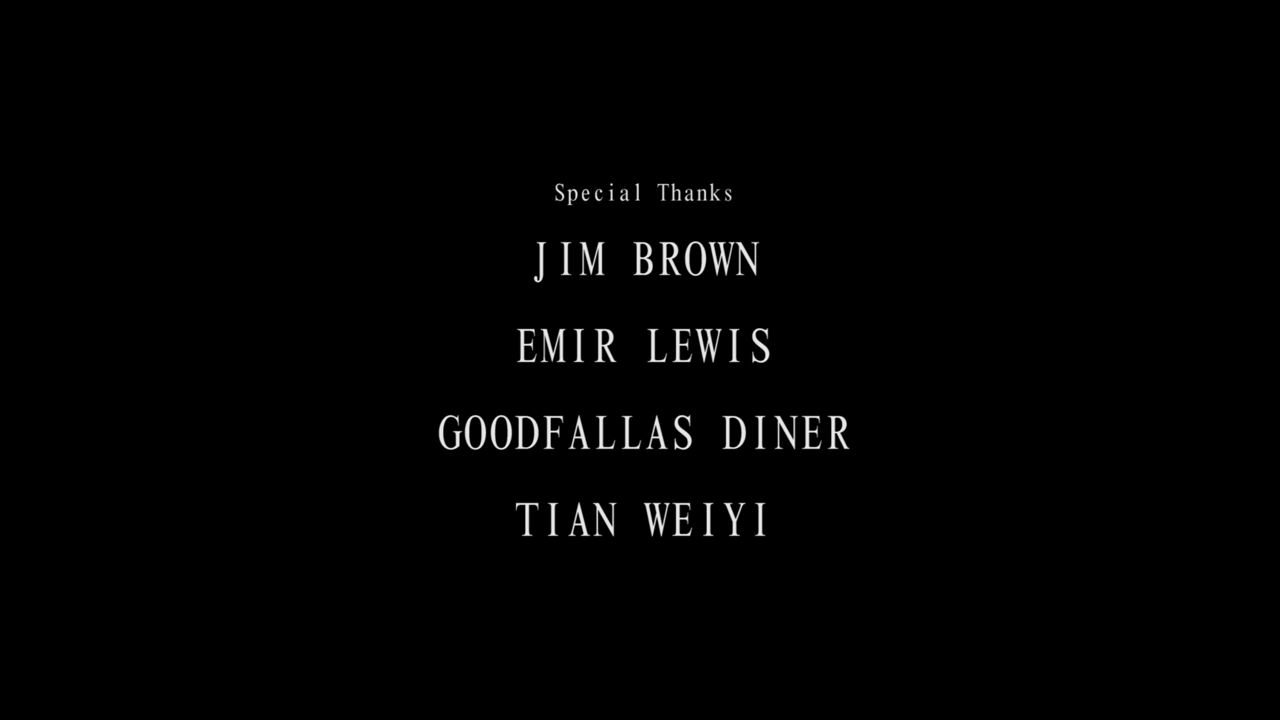 Special Thanks
JIM BROWN
EMIR LEWIS
GOODFALLAS DINER
TIAN WEIYI